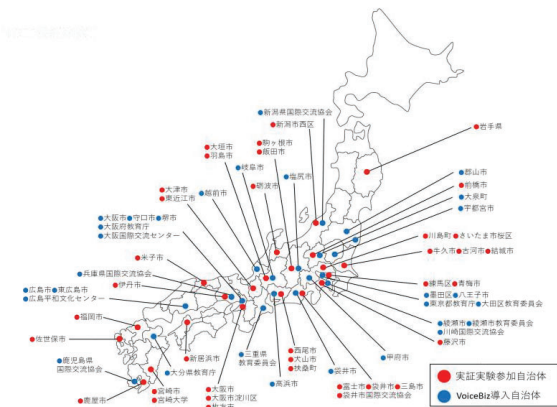 ●新潟県国際交流協会
●新潟市西区
●岩手県
●駒ヶ根市
●飯田市
●大垣市
●羽島市
●岐阜市
●塩尻市
●砺波市
●大津市
●東近江市
●越前市
●郡山市
●前橋市
●大泉町
●宇都宮市
●大阪市●守口市●柳市
●大阪府教育庁
●大阪国際交流センター
●川島町●さいたま市桜区
●牛久市●古河市●結城市
●米子市
●兵庫県国際交流協会
●伊丹市
●広島市●東広島市
●広島平和文化センター
●練馬区●青梅市
●墨田区●八王子市
●東京都教育庁●大田区教育委員会
●綾瀬市●綾瀬市教育委員会
●川崎国際交流協会
●藤沢市
●福岡市
●佐世保市
●鹿児島県
国際交流協会
●鹿屋市
●大分県教育庁
●宮崎市
●宮崎大学
●新居浜市
●大阪市
●大阪市淀川区
●三重県
教育委員会
●西尾市
●犬山市
●扶桑町
●高浜市
●袋井市
●甲府市
●富士市●袋井市●三島市
●袋井市国際交流協会
●実証実験参加自治体
●VoiceBiz導入自治体